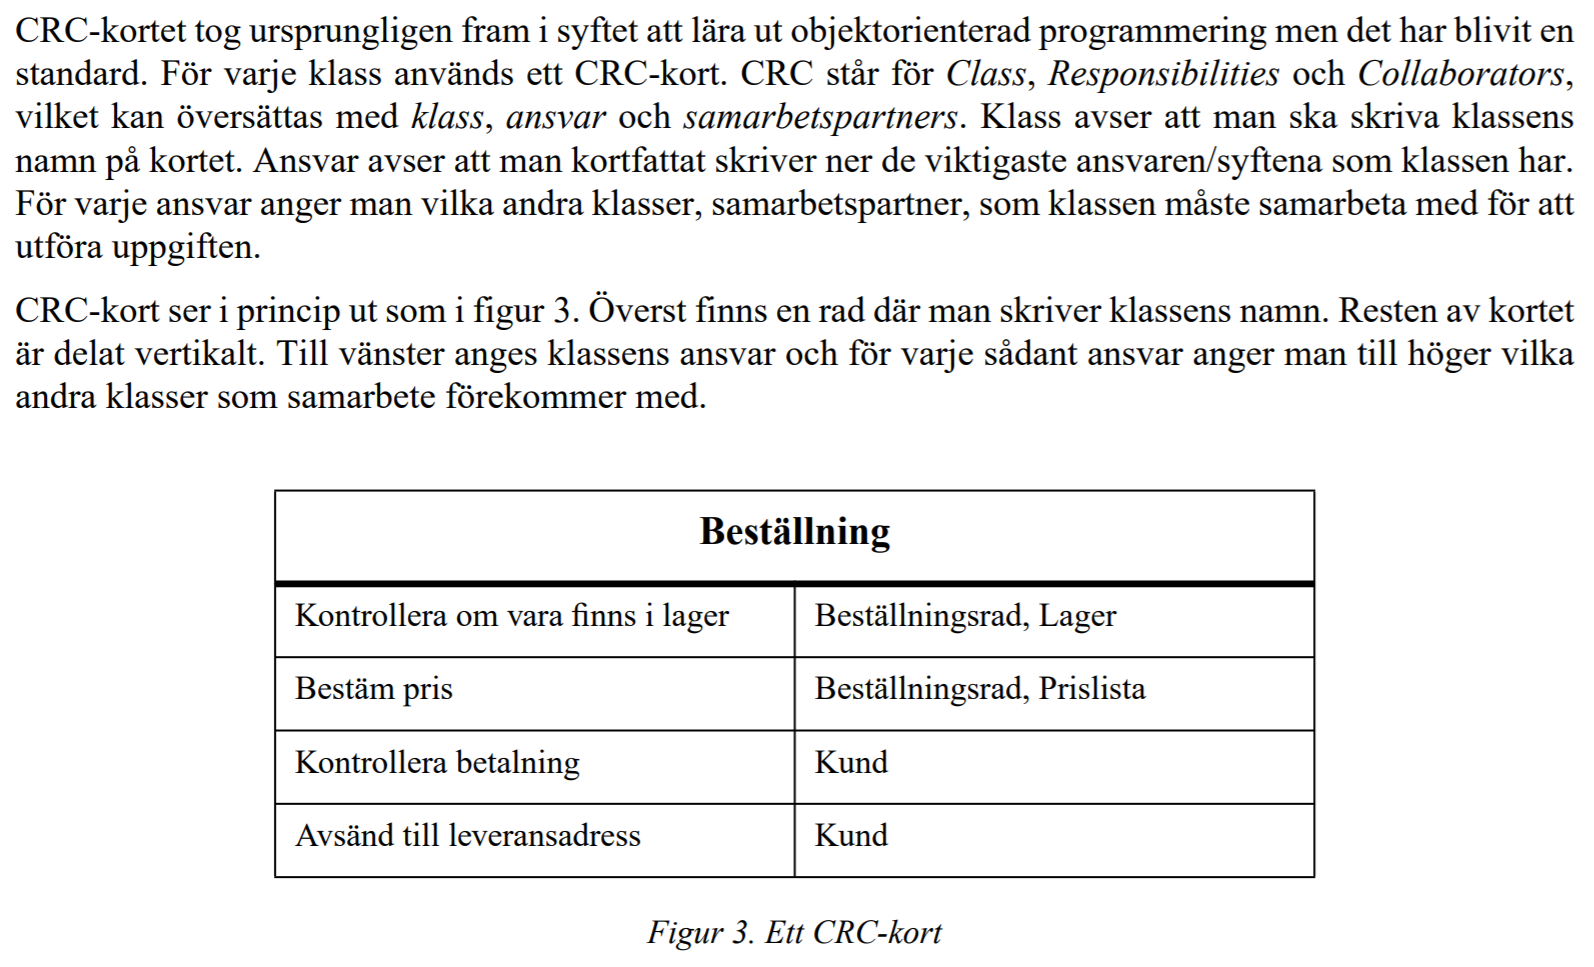 CRC-kortet tog ursprungligen fram i syftet att lära ut objektorienterad programmering men det har blivit en
standard. För varje klass används ett CRC-kort. CRC står för Class, Responsibilities och Collaborators,
vilket kan översättas med klass, ansvar och samarbetspartners. Klass avser att man ska skriva klassens
namn på kortet. Ansvar avser att man kortfattat skriver ner de viktigaste ansvaren/syftena som klassen har.
För varje ansvar anger man vilka andra klasser, samarbetspartner, som klassen måste samarbeta med för att
utföra uppgiften.
CRC-kort ser i princip ut som i figur 3. Överst finns en rad där man skriver klassens namn. Resten av kortet
är delat vertikalt. Till vänster anges klassens ansvar och för varje sådant ansvar anger man till höger vilka
andra klasser som samarbete förekommer med.
Beställning
Kontrollera om vara finns i lager Beställningsrad, Lager
Bestäm pris Beställningsrad, Prislista
Kontrollera betalning Kund
Avsänd till leveransadress Kund
Figur 3. Ett CRC-kort